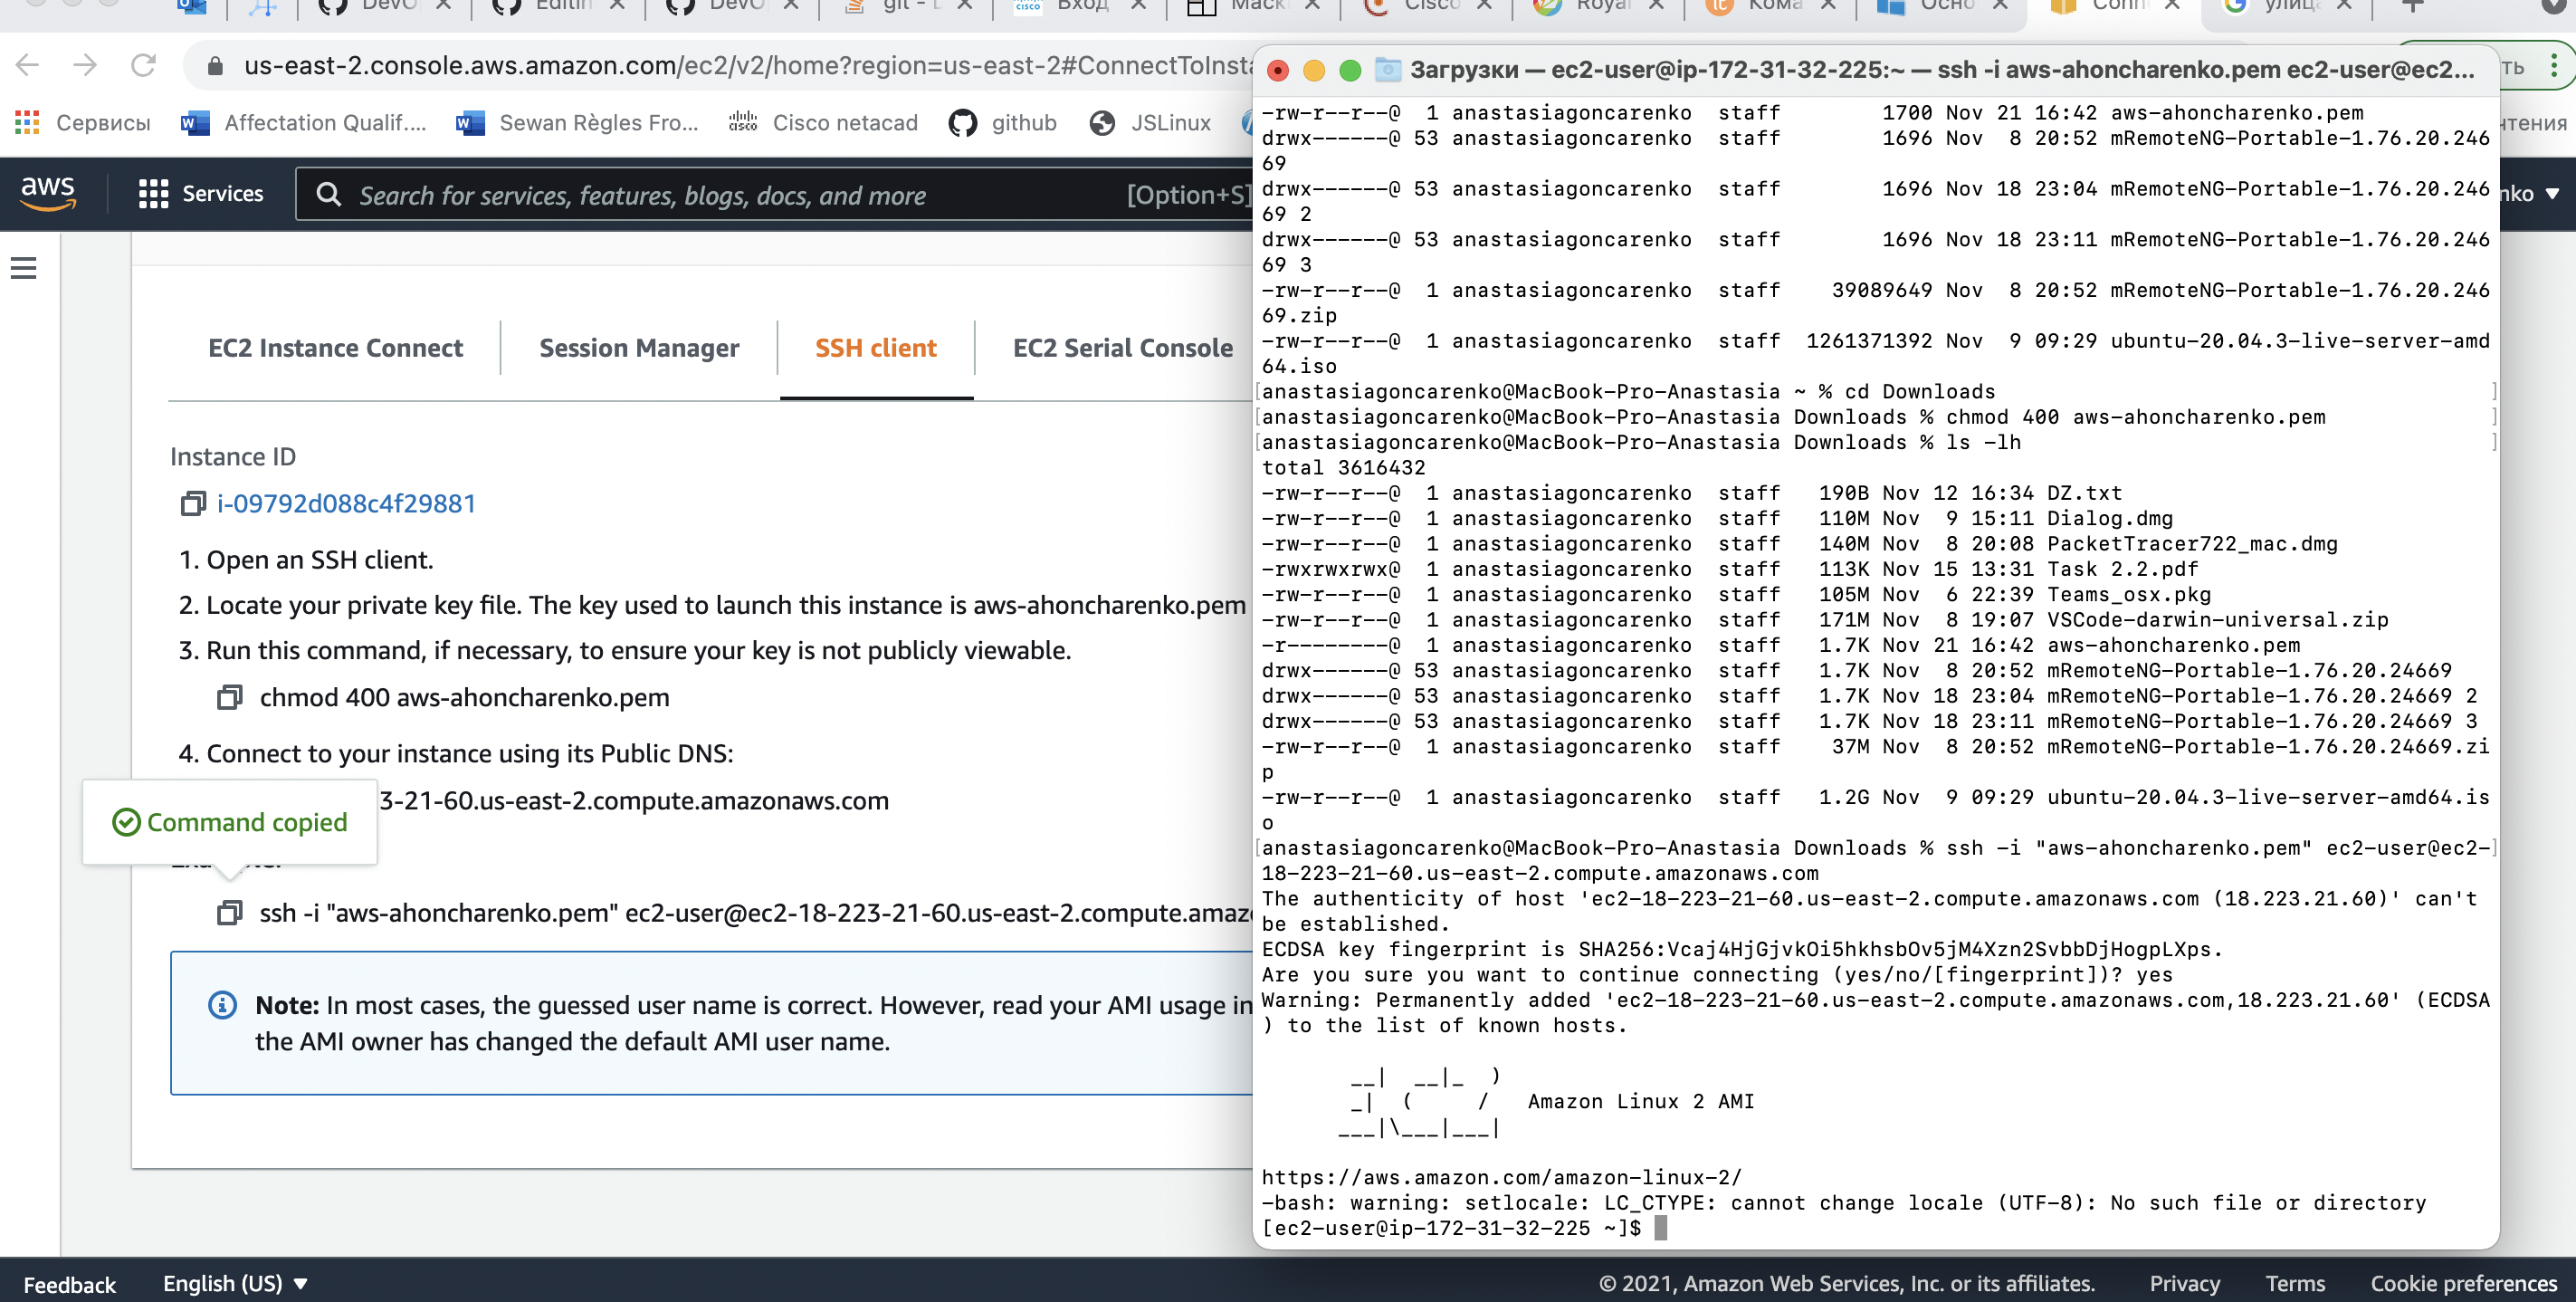 DevO
Editin
DevO
git - L
Вход
Маск
Cisco
Royal
Кома
Осно
Conn
улица
us-east-2.console.aws.amazon.com/ec2/v2/home?region=us-east-2#ConnectToInsta
Сервисы
Affectation Qualif....
Sewan Règles Fro...
Cisco netacad
github
JSLinux
чтения
aws
Services
Search for services, features, blogs, docs, and more
[Option+S]
nko
EC2 Instance Connect
Session Manager
SSH client
EC2 Serial Console
Instance ID
i-09792d088c4f29881
1. Open an SSH client.
2. Locate your private key file. The key used to launch this instance is aws-ahoncharenko.pem
3. Run this command, if necessary, to ensure your key is not publicly viewable.
chmod 400 aws-ahoncharenko.pem
4. Connect to your instance using its Public DNS:
3-21-60.us-east-2.compute.amazonaws.com
Command copied
ssh -i "aws-ahoncharenko.pem" ec2-user@ec2-18-223-21-60.us-east-2.compute.amaz
Note: In most cases, the guessed user name is correct. However, read your AMI usage in
the AMI owner has changed the default AMI user name.
Загрузки — ec2-user@ip-172-31-32-225:~ — ssh -i aws-ahoncharenko.pem ec2-user@ec2...
ть
-rw-r--r--@  1 anastasiagoncarenko  staff        1700 Nov 21 16:42 aws-ahoncharenko.pem
drwx------@ 53 anastasiagoncarenko  staff        1696 Nov  8 20:52 mRemoteNG-Portable-1.76.20.246
69
drwx------@ 53 anastasiagoncarenko  staff        1696 Nov 18 23:04 mRemoteNG-Portable-1.76.20.246
69 2
drwx------@ 53 anastasiagoncarenko  staff        1696 Nov 18 23:11 mRemoteNG-Portable-1.76.20.246
69 3
-rw-r--r--@  1 anastasiagoncarenko  staff    39089649 Nov  8 20:52 mRemoteNG-Portable-1.76.20.246
69.zip
-rw-r--r--@  1 anastasiagoncarenko  staff  1261371392 Nov  9 09:29 ubuntu-20.04.3-live-server-amd
64.iso
[anastasiagoncarenko@MacBook-Pro-Anastasia ~ % cd Downloads ]
[anastasiagoncarenko@MacBook-Pro-Anastasia Downloads % chmod 400 aws-ahoncharenko.pem ]
[anastasiagoncarenko@MacBook-Pro-Anastasia Downloads % ls -lh ]
total 3616432
-rw-r--r--@  1 anastasiagoncarenko  staff   190B Nov 12 16:34 DZ.txt
-rw-r--r--@  1 anastasiagoncarenko  staff   110M Nov  9 15:11 Dialog.dmg
-rw-r--r--@  1 anastasiagoncarenko  staff   140M Nov  8 20:08 PacketTracer722_mac.dmg
-rwxrwxrwx@  1 anastasiagoncarenko  staff   113K Nov 15 13:31 Task 2.2.pdf
-rw-r--r--@  1 anastasiagoncarenko  staff   105M Nov  6 22:39 Teams_osx.pkg
-rw-r--r--@  1 anastasiagoncarenko  staff   171M Nov  8 19:07 VSCode-darwin-universal.zip
-r--------@  1 anastasiagoncarenko  staff   1.7K Nov 21 16:42 aws-ahoncharenko.pem
drwx------@ 53 anastasiagoncarenko  staff   1.7K Nov  8 20:52 mRemoteNG-Portable-1.76.20.24669
drwx------@ 53 anastasiagoncarenko  staff   1.7K Nov 18 23:04 mRemoteNG-Portable-1.76.20.24669 2
drwx------@ 53 anastasiagoncarenko  staff   1.7K Nov 18 23:11 mRemoteNG-Portable-1.76.20.24669 3
-rw-r--r--@  1 anastasiagoncarenko  staff    37M Nov  8 20:52 mRemoteNG-Portable-1.76.20.24669.zi
p
-rw-r--r--@  1 anastasiagoncarenko  staff   1.2G Nov  9 09:29 ubuntu-20.04.3-live-server-amd64.is
o
[anastasiagoncarenko@MacBook-Pro-Anastasia Downloads % ssh -i "aws-ahoncharenko.pem" ec2-user@ec2-]
18-223-21-60.us-east-2.compute.amazonaws.com
The authenticity of host 'ec2-18-223-21-60.us-east-2.compute.amazonaws.com (18.223.21.60)' can't
be established.
ECDSA key fingerprint is SHA256:Vcaj4HjGjvkOi5hkhsbOv5jM4Xzn2SvbbDjHogpLXps.
Are you sure you want to continue connecting (yes/no/[fingerprint])? yes
Warning: Permanently added 'ec2-18-223-21-60.us-east-2.compute.amazonaws.com,18.223.21.60' (ECDSA
) to the list of known hosts.
       __|  __|_  )
       _|  (     /   Amazon Linux 2 AMI
      ___|\___|___|
https://aws.amazon.com/amazon-linux-2/
-bash: warning: setlocale: LC_CTYPE: cannot change locale (UTF-8): No such file or directory
[ec2-user@ip-172-31-32-225 ~]$
Feedback
English (US)
© 2021, Amazon Web Services, Inc. or its affiliates.
Privacy
Terms
Cookie preferences